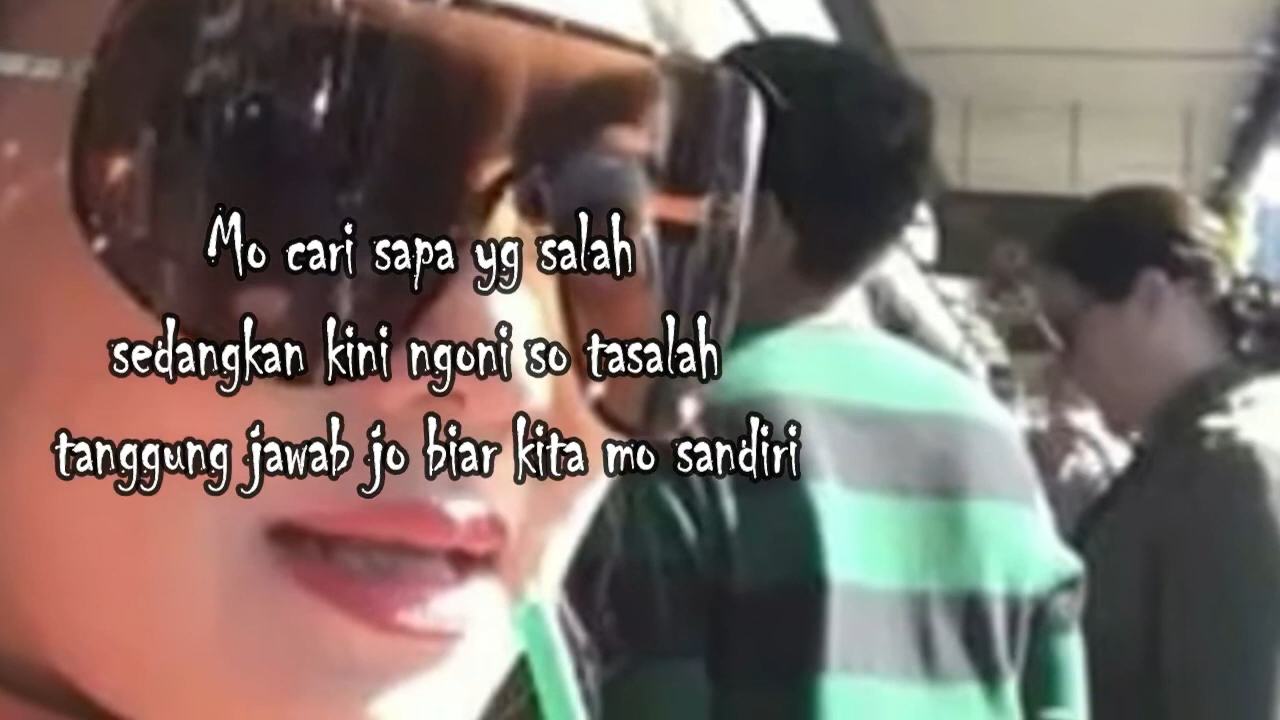 Mo cari sapa yg salah
sedangkan kini ngoni so tasalah
tanggung jawab jo biar kita mo sandiri